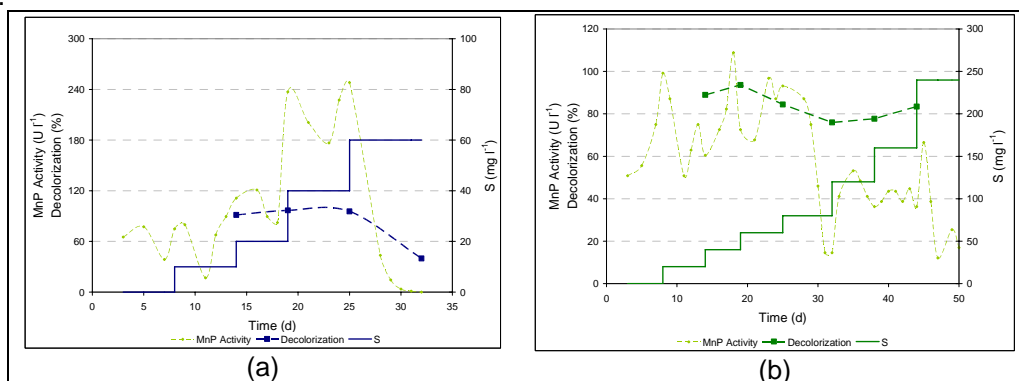 .
300
240
180
120
60
0
MnP Activity (U l⁻¹)
Decolorization (%)
100
80
60
40
20
0
S (mg l⁻¹)
0 5 10 15 20 25 30 35
Time (d)
MnP Activity Decolorization S
(a)
120
100
80
60
40
20
0
MnP Activity (U l⁻¹)
Decolorization (%)
300
250
200
150
100
50
0
S (mg l⁻¹)
0 10 20 30 40 50
Time (d)
MnP Activity Decolorization S
(b)